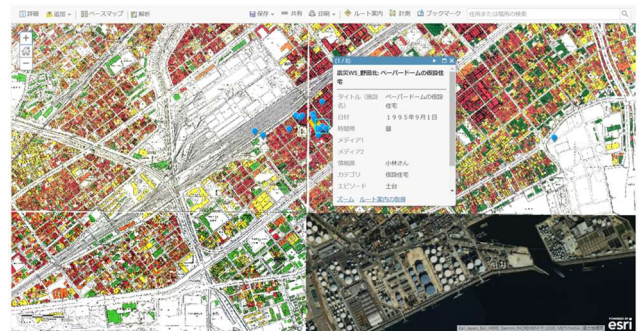 詳細 追加 ベースマップ 解析 保存 共有 印刷 ルート案内 計測 ブックマーク 住所または場所の検索
(1 / 8)
震災WS_野田北: ペーパードームの仮設住
宅
タイトル（施設 ペーパードームの仮設
名） 住宅
日付 １９９５年９月１日
時間帯 昼
メディア1
メディア2
情報源 小林さん
カテゴリ 仮設住宅
エピソード 土台
ズーム ルート案内の取得
POWERED BY
esri